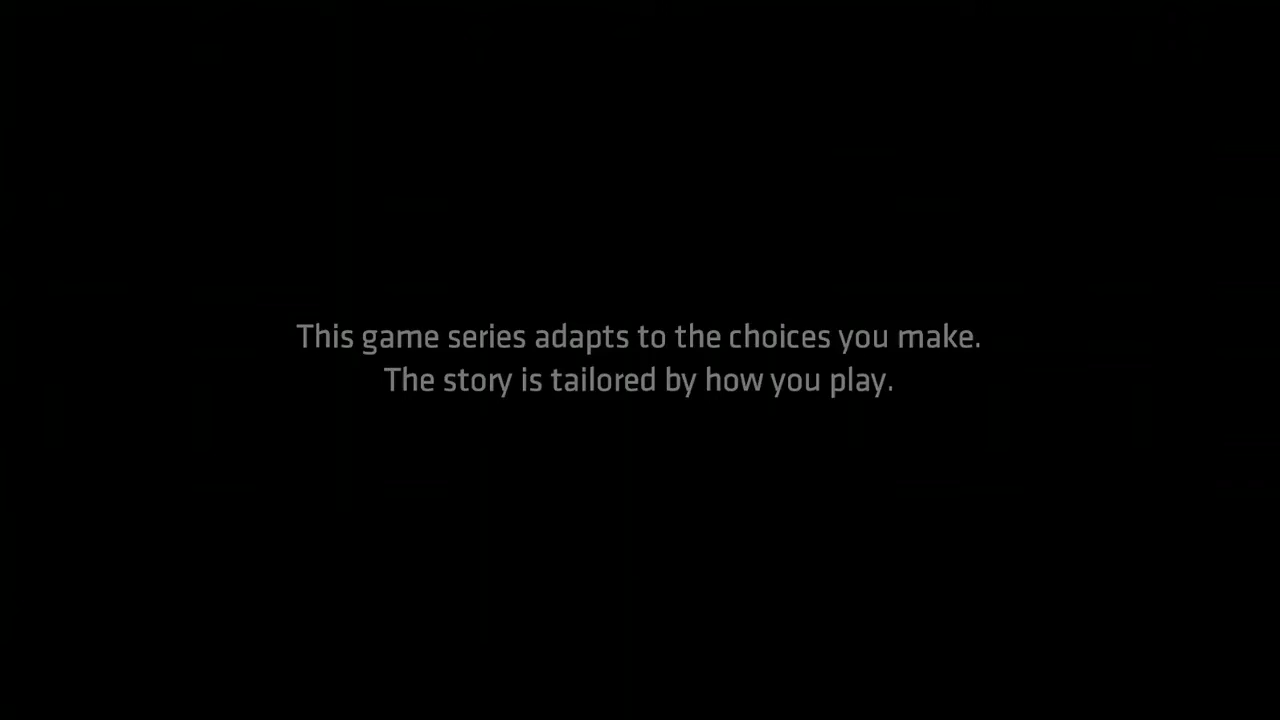 This game series adapts to the choices you make.
The story is tailored by how you play.